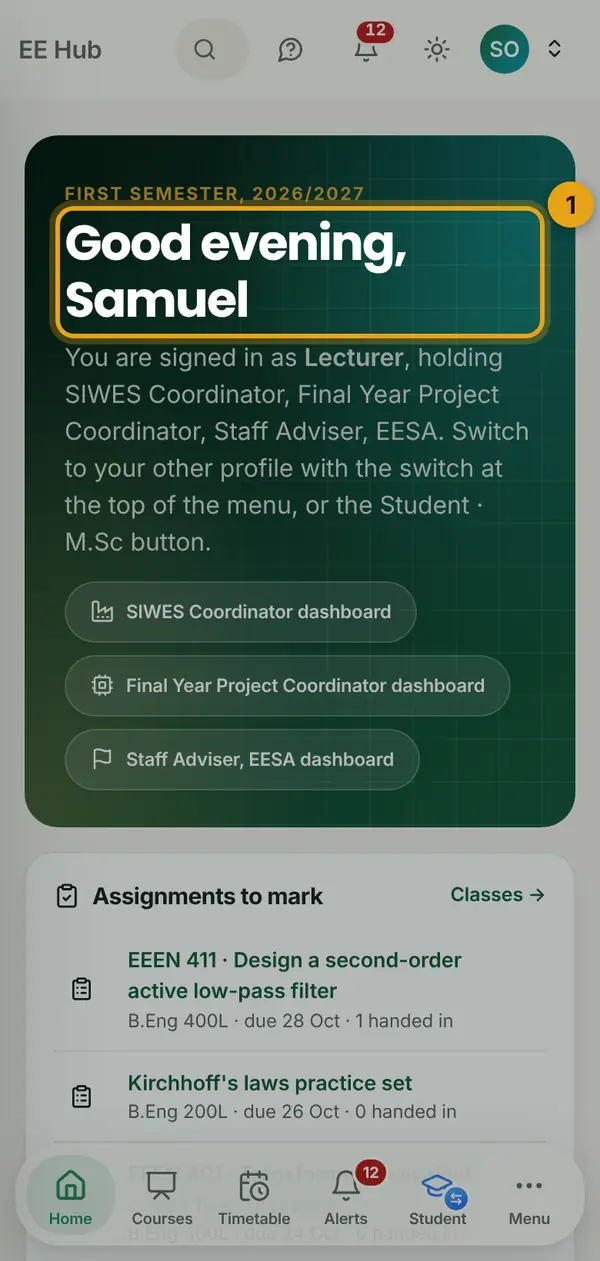 EE Hub
12
SO
FIRST SEMESTER, 2026/2027
1
Good evening,
Samuel
You are signed in as Lecturer, holding
SIWES Coordinator, Final Year Project
Coordinator, Staff Adviser, EESA. Switch
to your other profile with the switch at
the top of the menu, or the Student ·
M.Sc button.
SIWES Coordinator dashboard
Final Year Project Coordinator dashboard
Staff Adviser, EESA dashboard
Assignments to mark
Classes →
EEEN 411 · Design a second-order
active low-pass filter
B.Eng 400L · due 28 Oct · 1 handed in
Kirchhoff's laws practice set
B.Eng 200L · due 26 Oct · 0 handed in
12
Home
Courses
Timetable
Alerts
Student
Menu